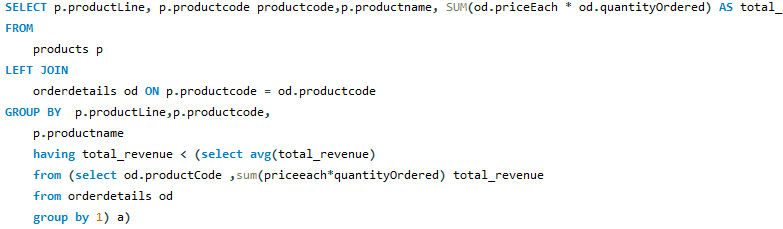 SELECT p.productLine, p.productcode productcode,p.productname, SUM(od.priceEach * od.quantityOrdered) AS total_
FROM
products p
LEFT JOIN
orderdetails od ON p.productcode = od.productcode
GROUP BY  p.productLine,p.productcode,
p.productname
having total_revenue < (select avg(total_revenue)
from (select od.productCode ,sum(priceeach*quantityOrdered) total_revenue
from orderdetails od
group by 1) a)